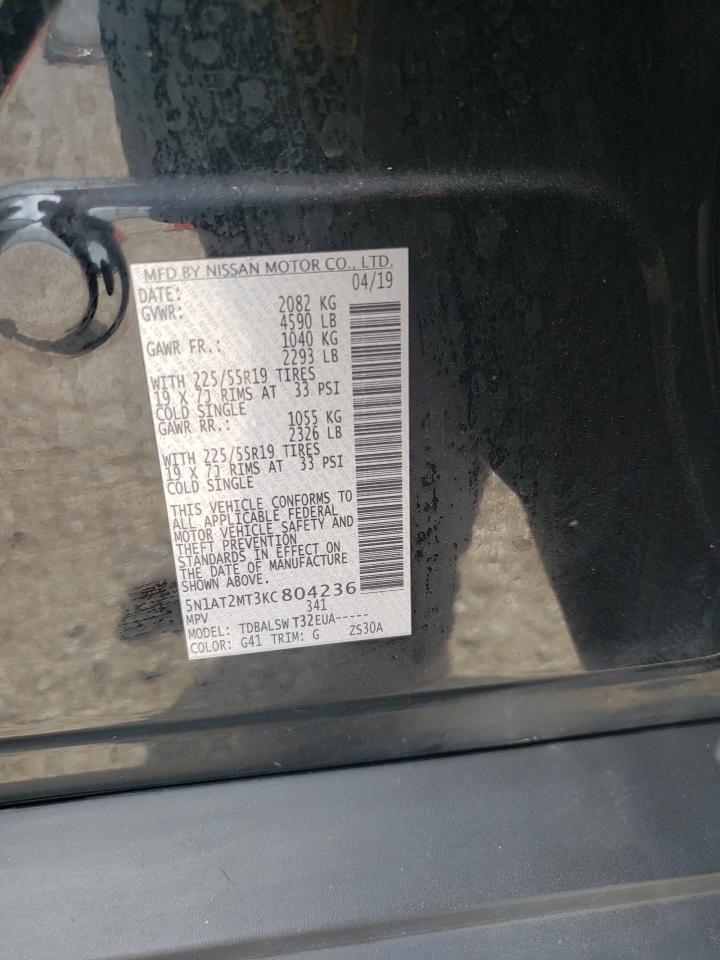 MFD BY NISSAN MOTOR CO., LTD.
DATE: 04/19
GVWR: 2082 KG
4590 LB
GAWR FR.: 1040 KG
2293 LB
WITH 225/55R19 TIRES
19 X 7J RIMS AT 33 PSI
COLD SINGLE
GAWR RR.: 1055 KG
2326 LB
WITH 225/55R19 TIRES
19 X 7J RIMS AT 33 PSI
COLD SINGLE
THIS VEHICLE CONFORMS TO
ALL APPLICABLE FEDERAL
MOTOR VEHICLE SAFETY AND
THEFT PREVENTION
STANDARDS IN EFFECT ON
THE DATE OF MANUFACTURE
SHOWN ABOVE.
5N1AT2MT3KC804236
MPV 341
MODEL: TDBALSWT32EUA-----
COLOR: G41 TRIM: G ZS30A